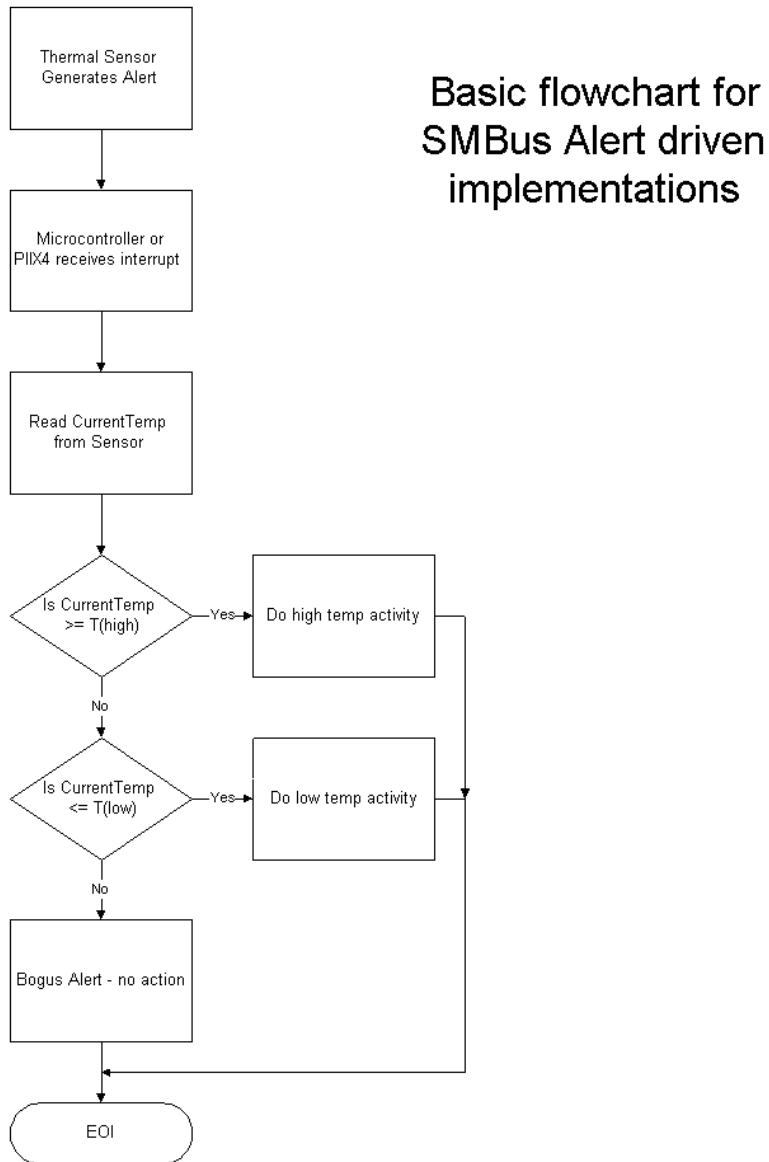 Basic flowchart for
SMBus Alert driven
implementations
Thermal Sensor
Generates Alert
Microcontroller or
PIIX4 receives interrupt
Read CurrentTemp
from Sensor
Is CurrentTemp
>= T(high)
Yes
Do high temp activity
No
Is CurrentTemp
<= T(low)
Yes
Do low temp activity
No
Bogus Alert - no action
EOI